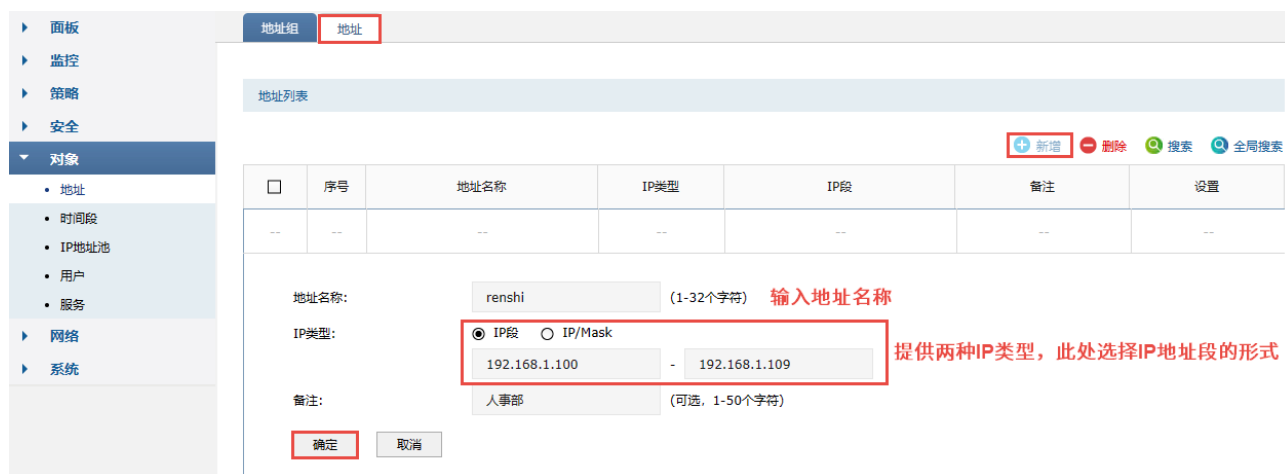 面板
监控
策略
安全
对象
地址
时间段
IP地址池
用户
服务
网络
系统
地址组 地址
地址列表
新增 删除 搜索 全局搜索
序号 地址名称 IP类型 IP段 备注 设置
-- -- -- -- -- -- --
地址名称: renshi (1-32个字符) 输入地址名称
IP类型: IP段 IP/Mask
192.168.1.100 - 192.168.1.109
提供两种IP类型，此处选择IP地址段的形式
备注: 人事部 (可选，1-50个字符)
确定 取消